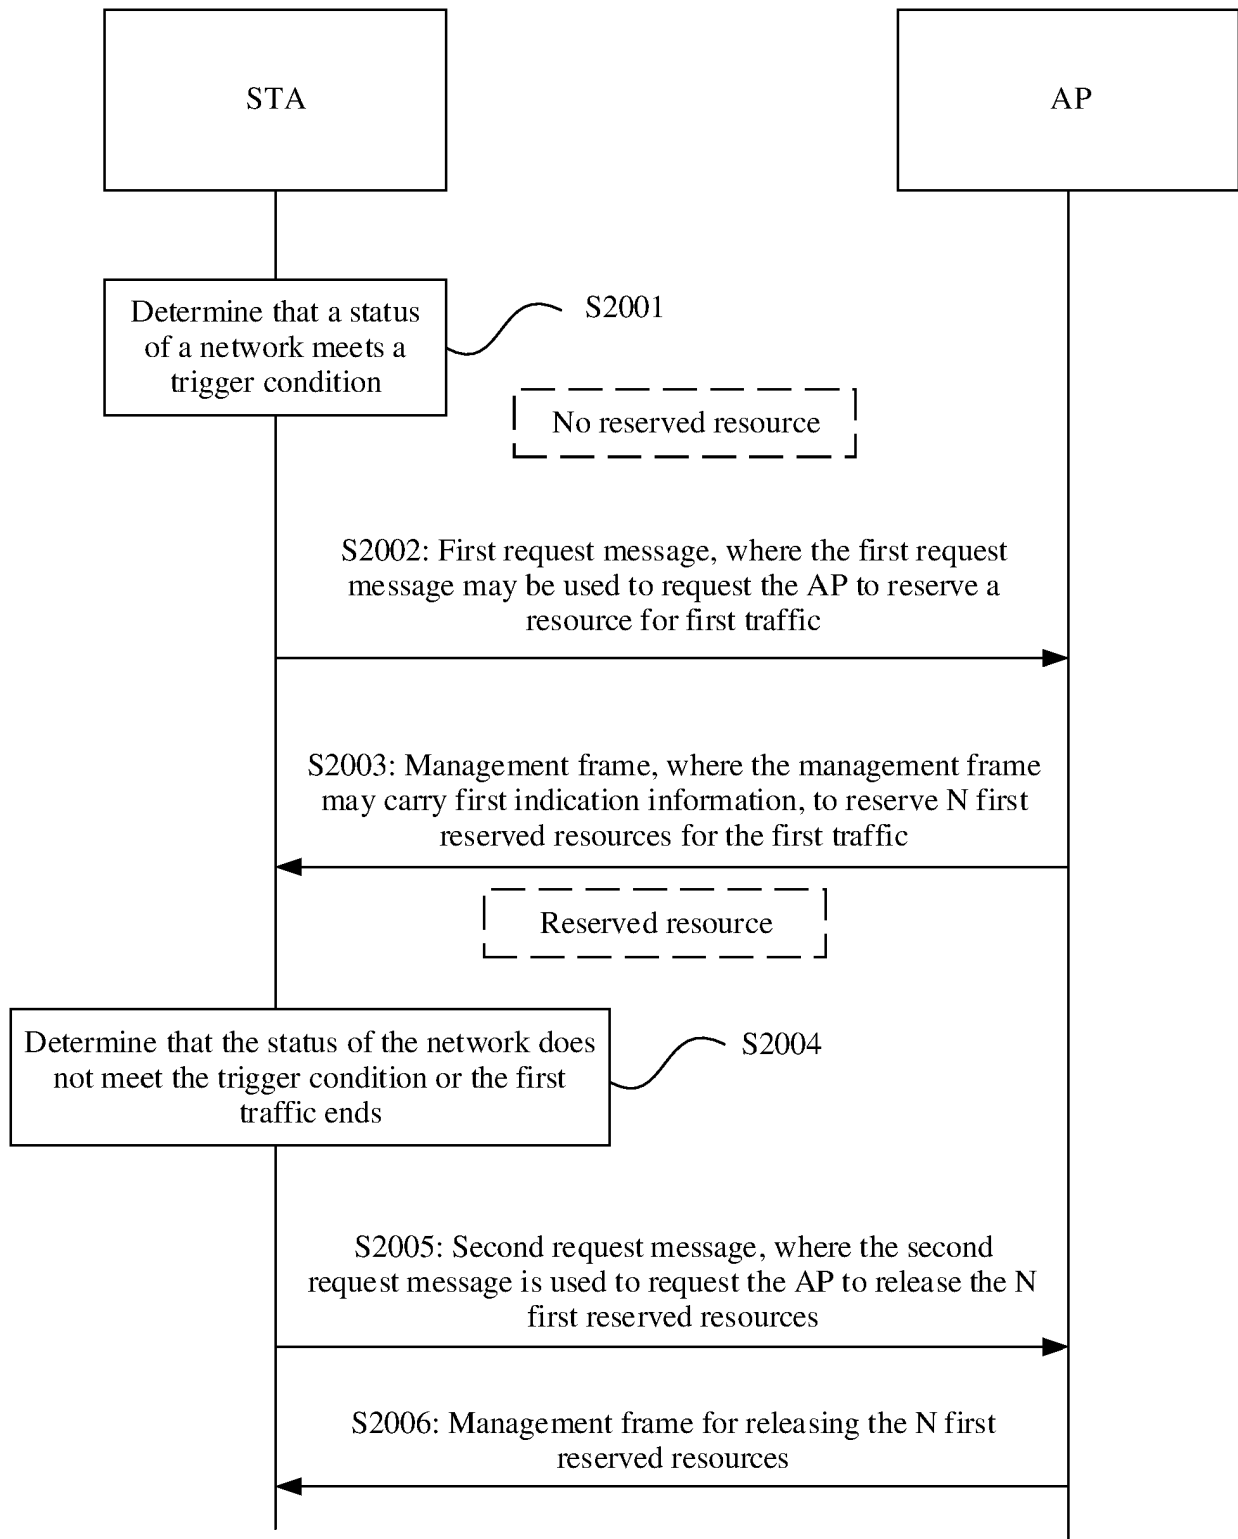 STA
AP
Determine that a status
of a network meets a
trigger condition
S2001
No reserved resource
S2002: First request message, where the first request
message may be used to request the AP to reserve a
resource for first traffic
S2003: Management frame, where the management frame
may carry first indication information, to reserve N first
reserved resources for the first traffic
Reserved resource
Determine that the status of the network does
not meet the trigger condition or the first
traffic ends
S2004
S2005: Second request message, where the second
request message is used to request the AP to release the N
first reserved resources
S2006: Management frame for releasing the N first
reserved resources